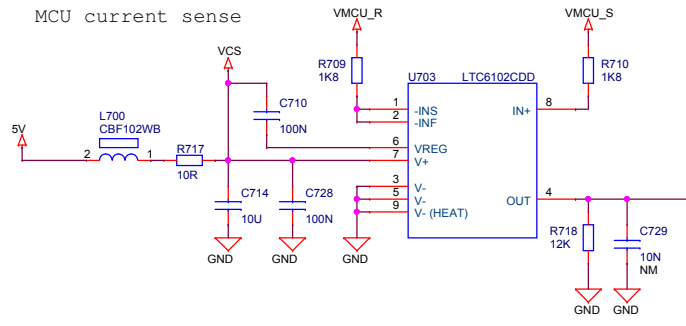 MCU current sense
VMCU_R
VMCU_S
VCS
R709
1K8
U703
LTC6102CDD
R710
1K8
C710
100N
L700
CBF102WB
5V
2
1
R717
10R
1
-INS
2
-INF
IN+
8
6
VREG
7
V+
3
V-
5
V-
9
V- (HEAT)
OUT
4
C714
10U
C728
100N
R718
12K
C729
10N
NM
GND
GND
GND
GND
GND